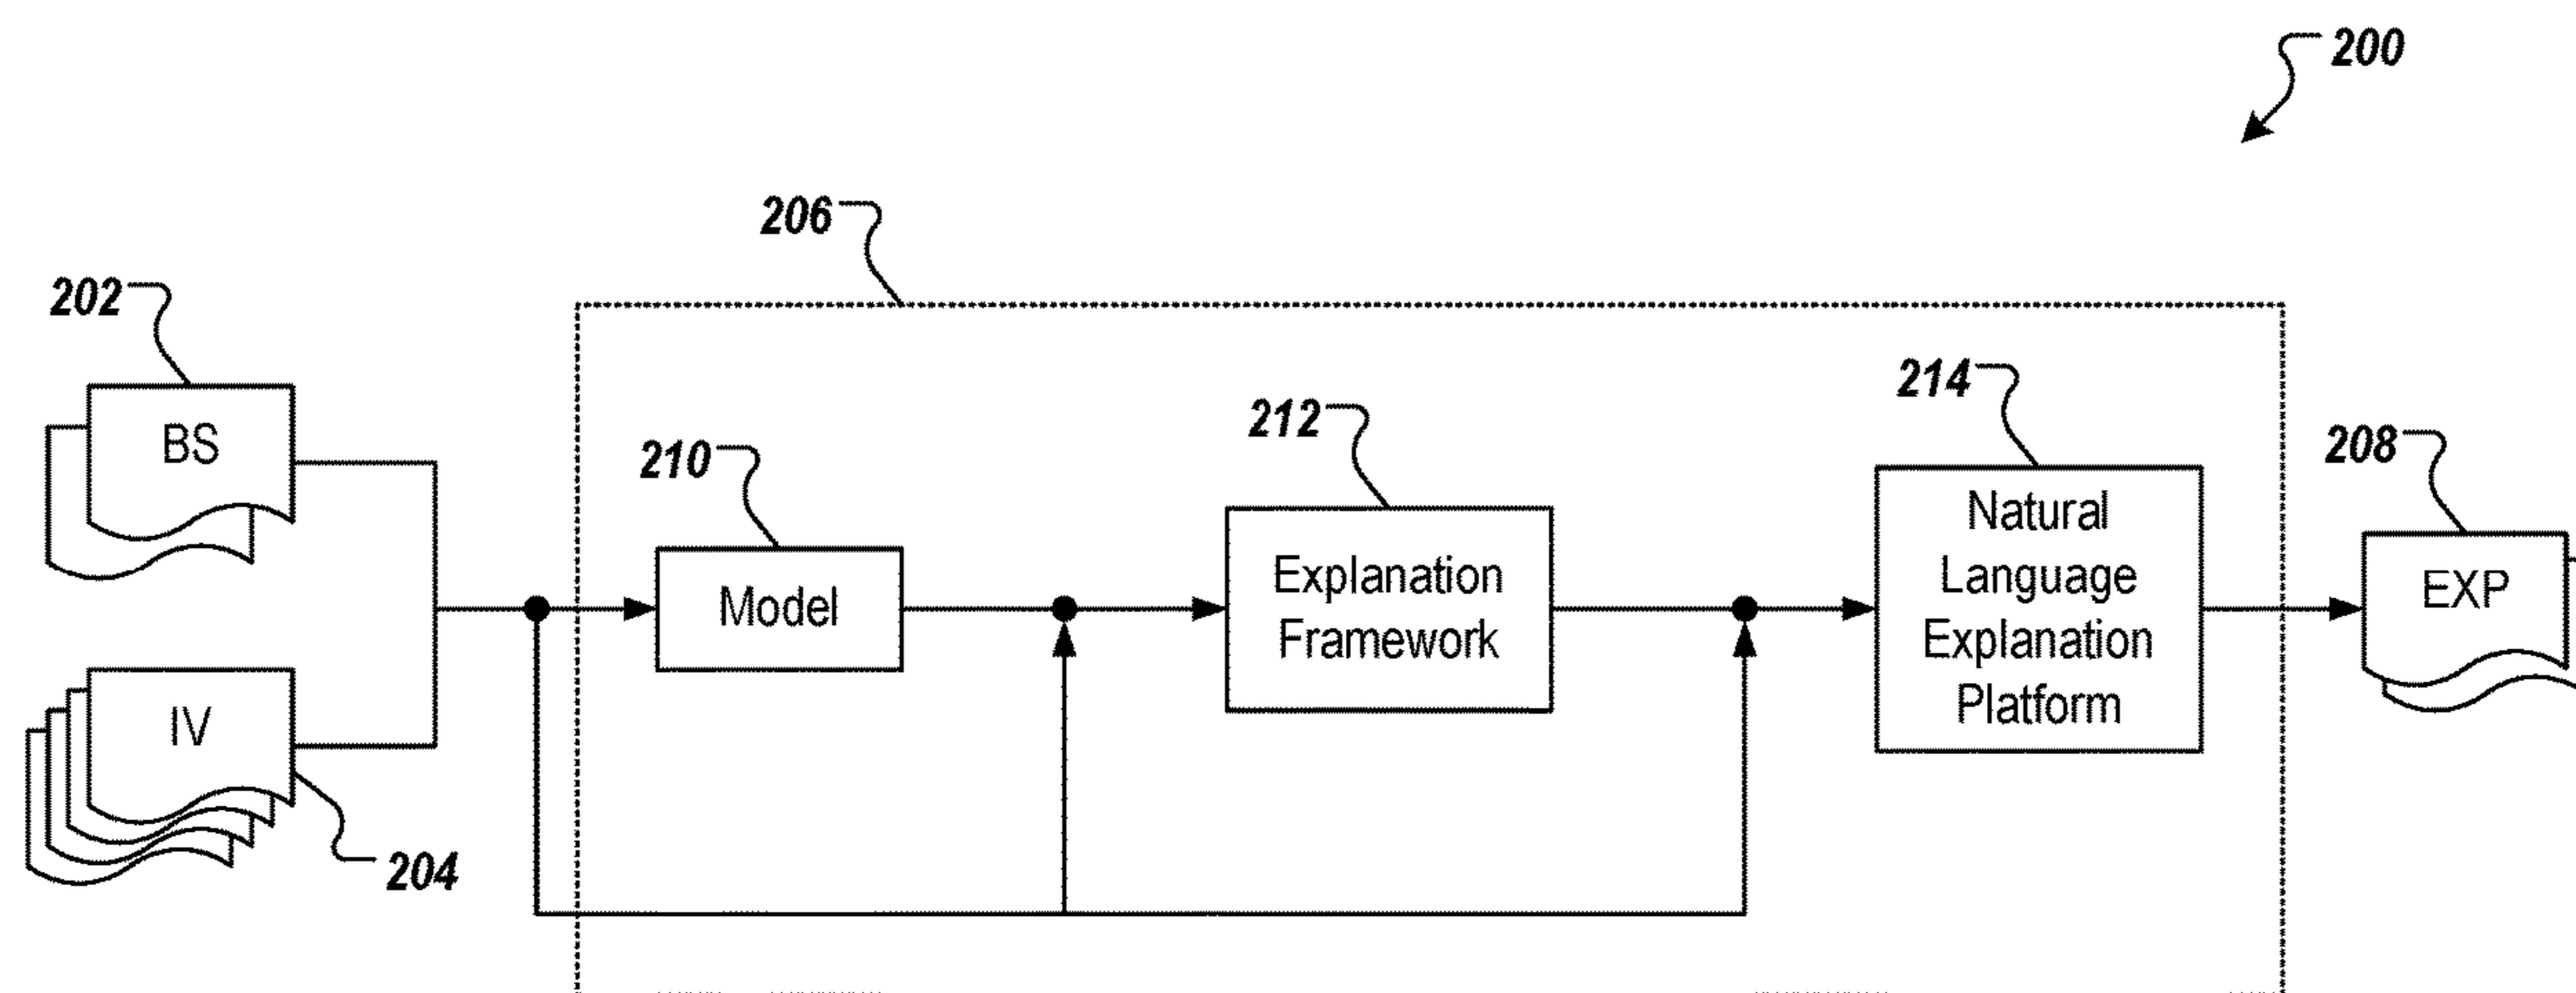 200
206
202
BS
214
212
208
210
Natural
Language
Explanation
Platform
Explanation
Framework
EXP
Model
IV
204